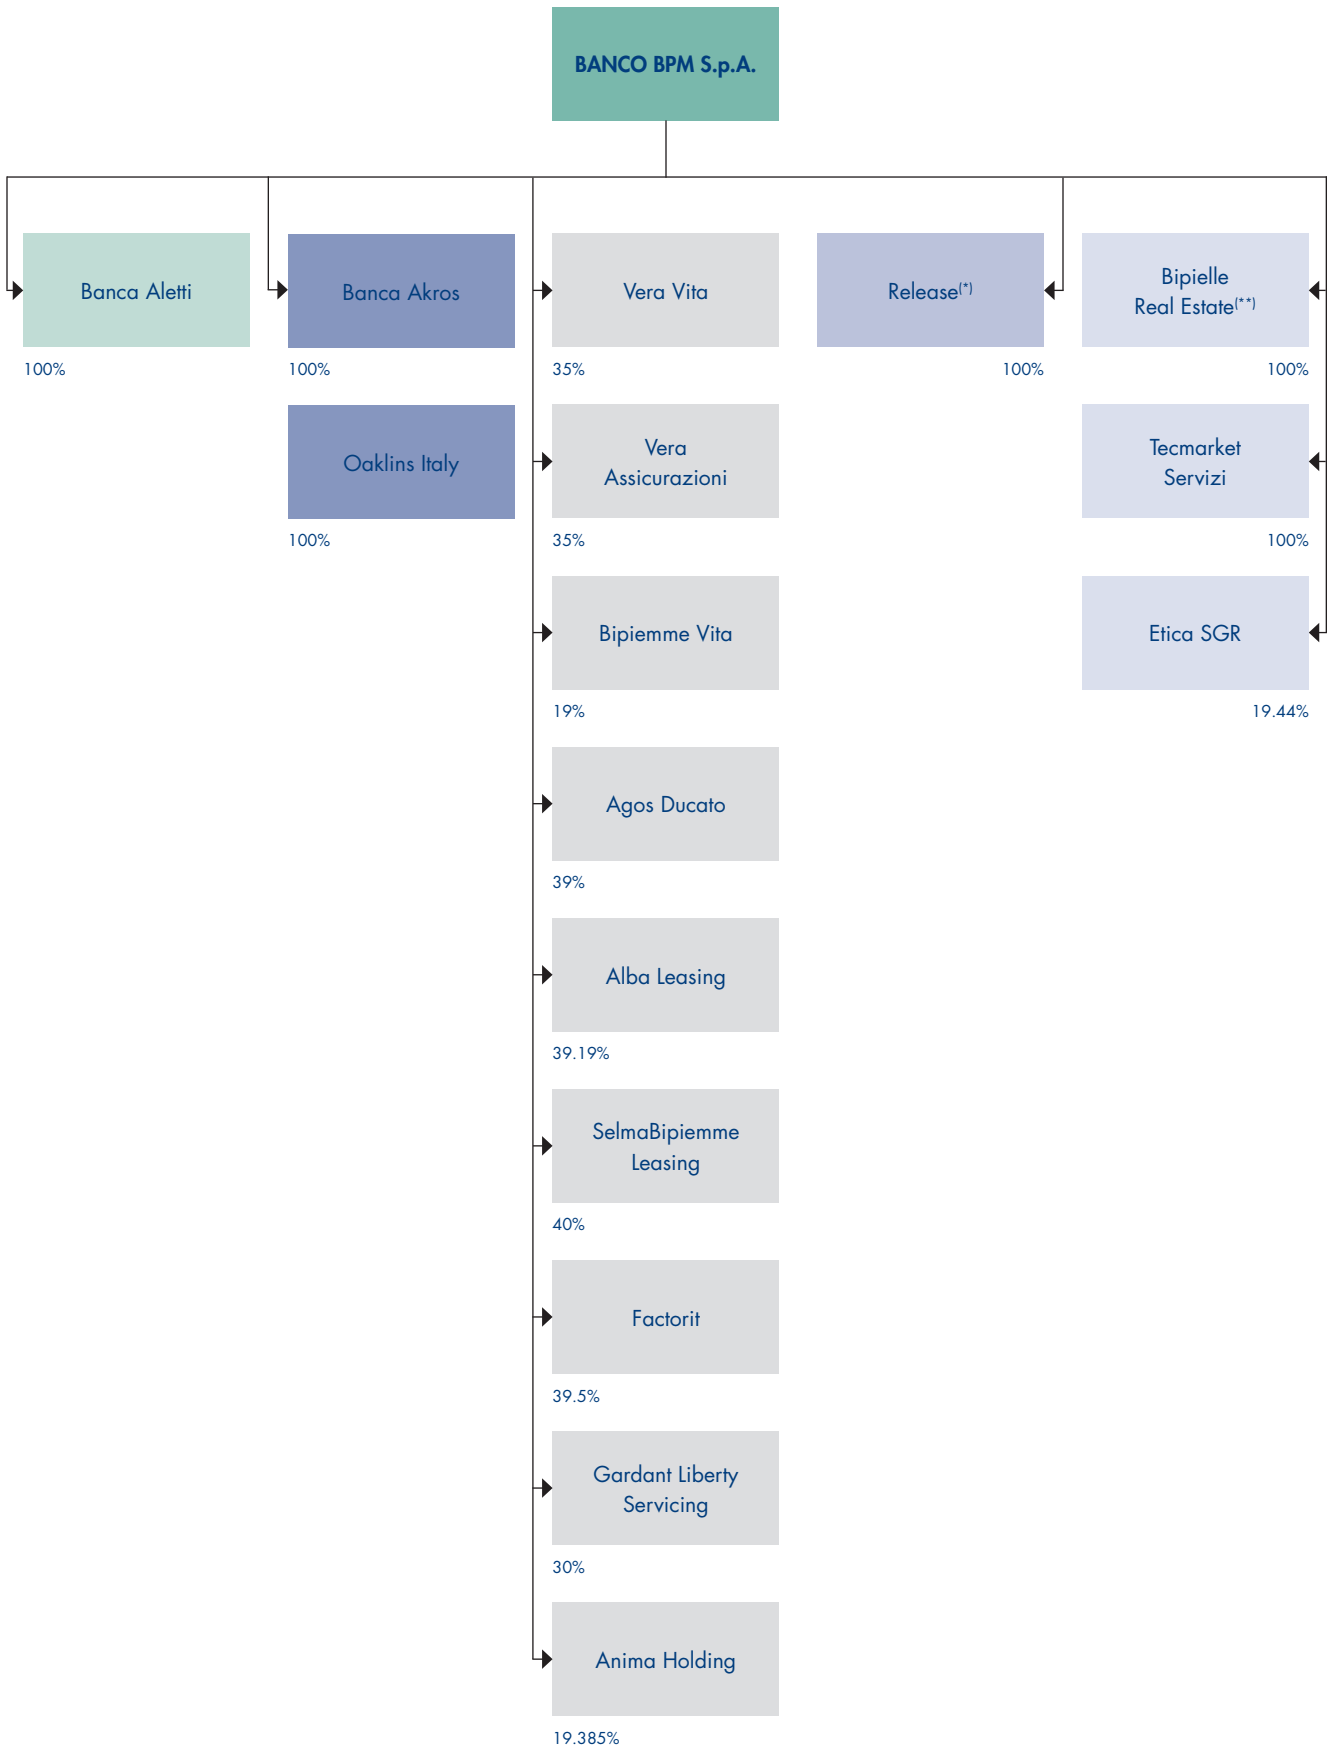 BANCO BPM S.p.A.
Banca Aletti
100%
Banca Akros
100%
Oaklins Italy
100%
Vera Vita
35%
Vera
Assicurazioni
35%
Bipiemme Vita
19%
Agos Ducato
39%
Alba Leasing
39.19%
SelmaBipiemme
Leasing
40%
Factorit
39.5%
Gardant Liberty
Servicing
30%
Anima Holding
19.385%
Release(*)
100%
Bipielle
Real Estate(**)
100%
Tecmarket
Servizi
100%
Etica SGR
19.44%